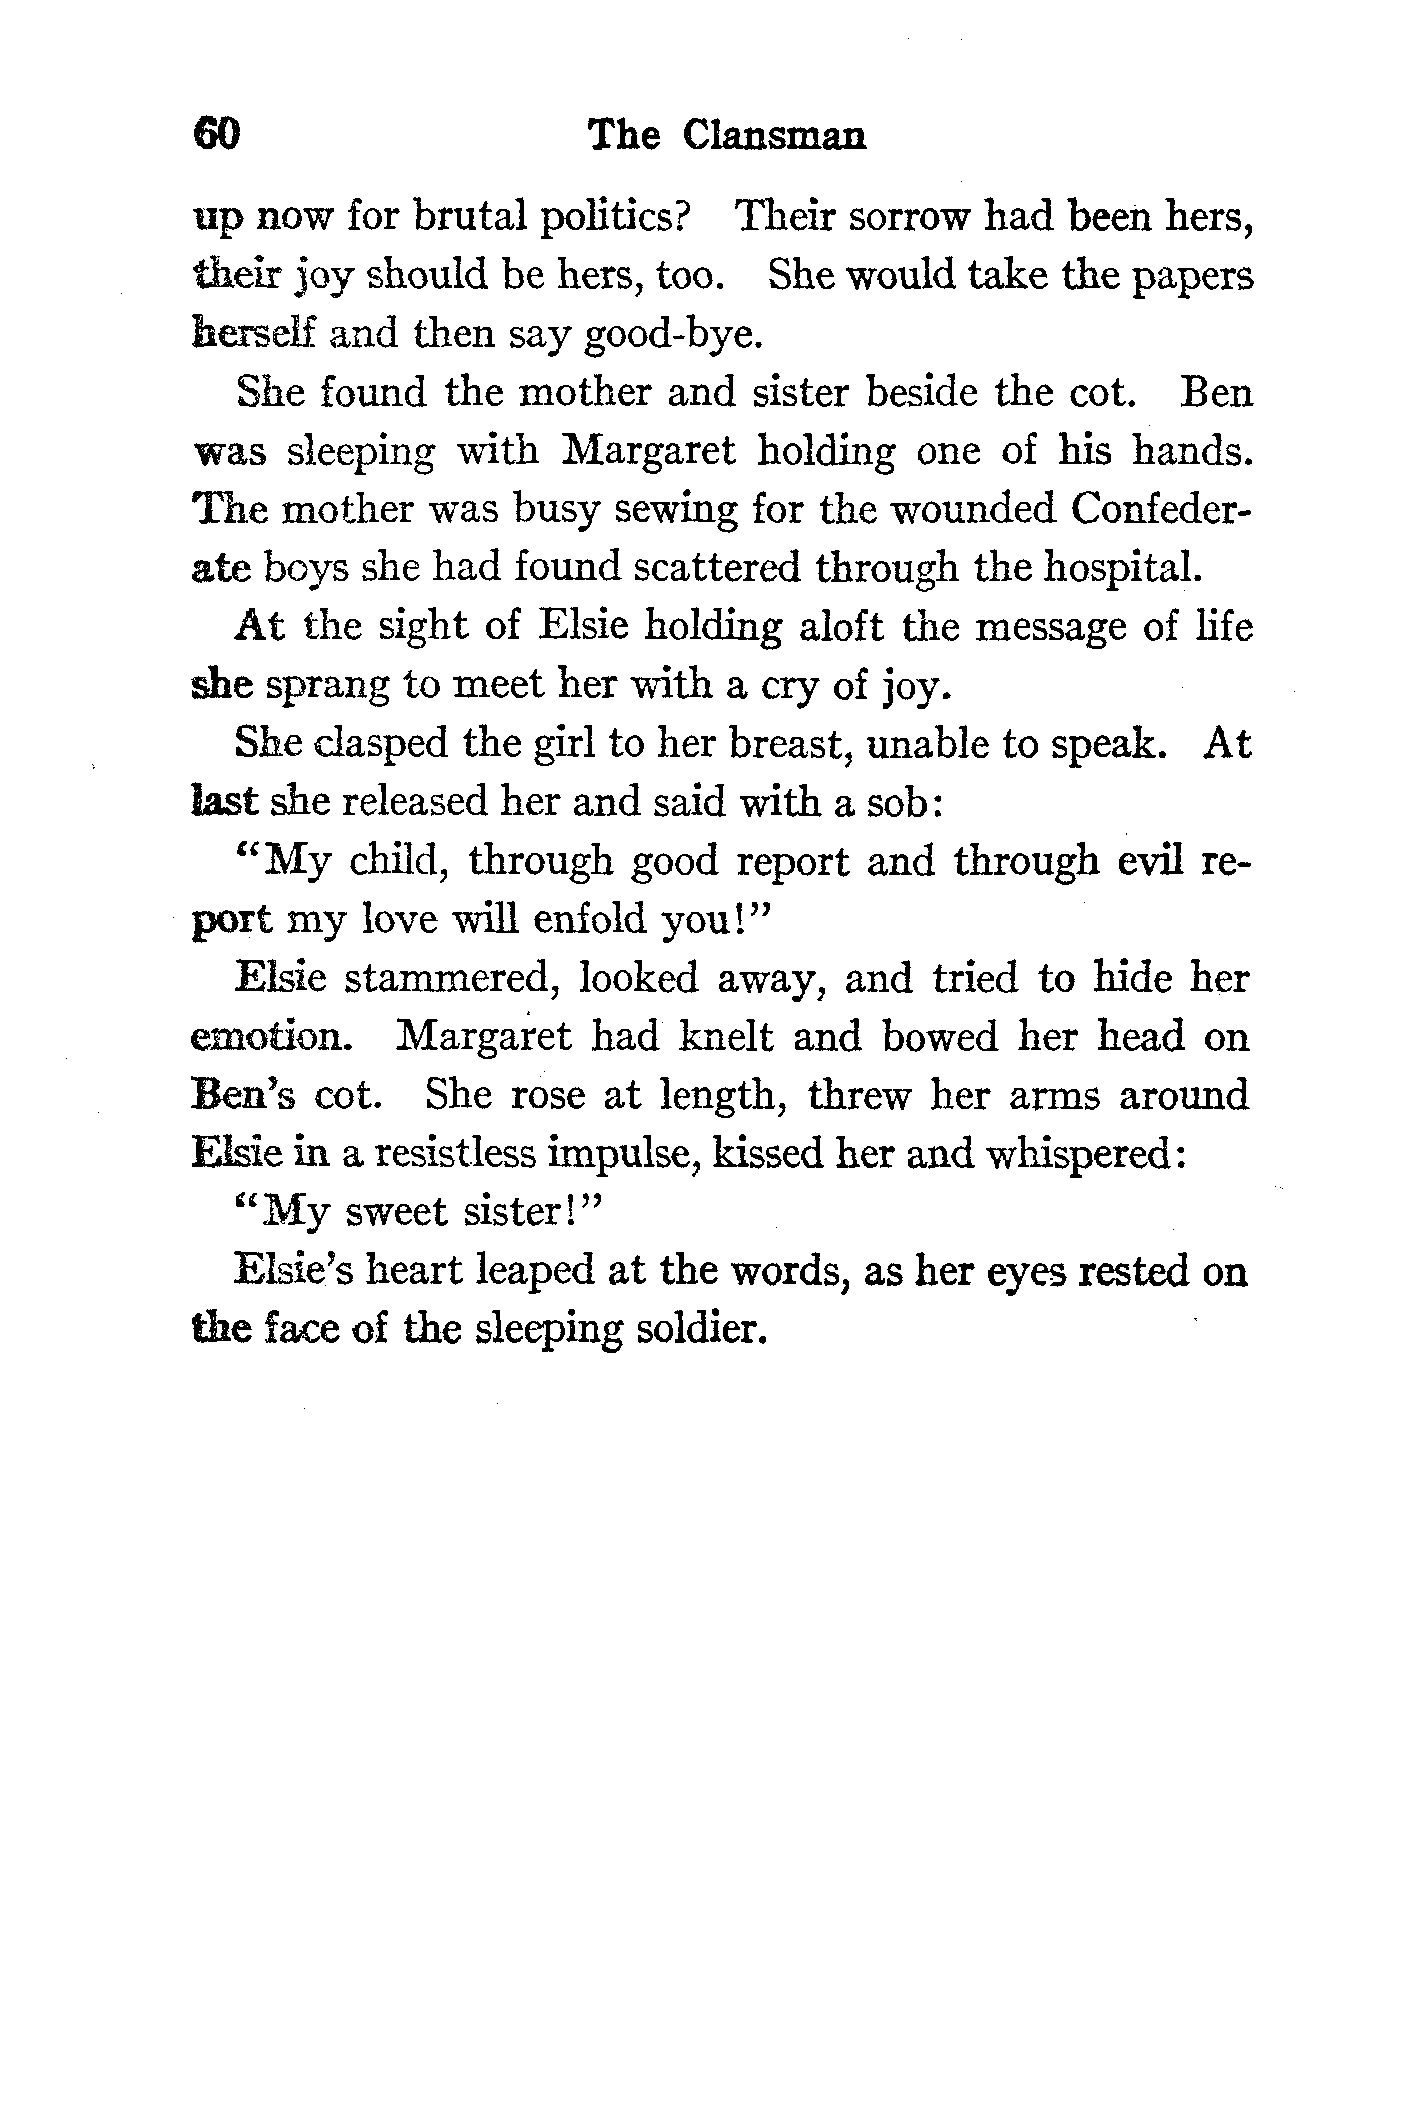 60 The Clansman
up now for brutal politics? Their sorrow had been hers,
their joy should be hers, too. She would take the papers
herself and then say good-bye.
She found the mother and sister beside the cot. Ben
was sleeping with Margaret holding one of his hands.
The mother was busy sewing for the wounded Confeder-
ate boys she had found scattered through the hospital.
At the sight of Elsie holding aloft the message of life
she sprang to meet her with a cry of joy.
She clasped the girl to her breast, unable to speak. At
last she released her and said with a sob:
“My child, through good report and through evil re-
port my love will enfold you!”
Elsie stammered, looked away, and tried to hide her
emotion. Margaret had knelt and bowed her head on
Ben’s cot. She rose at length, threw her arms around
Elsie in a resistless impulse, kissed her and whispered:
“My sweet sister!”
Elsie’s heart leaped at the words, as her eyes rested on
the face of the sleeping soldier.